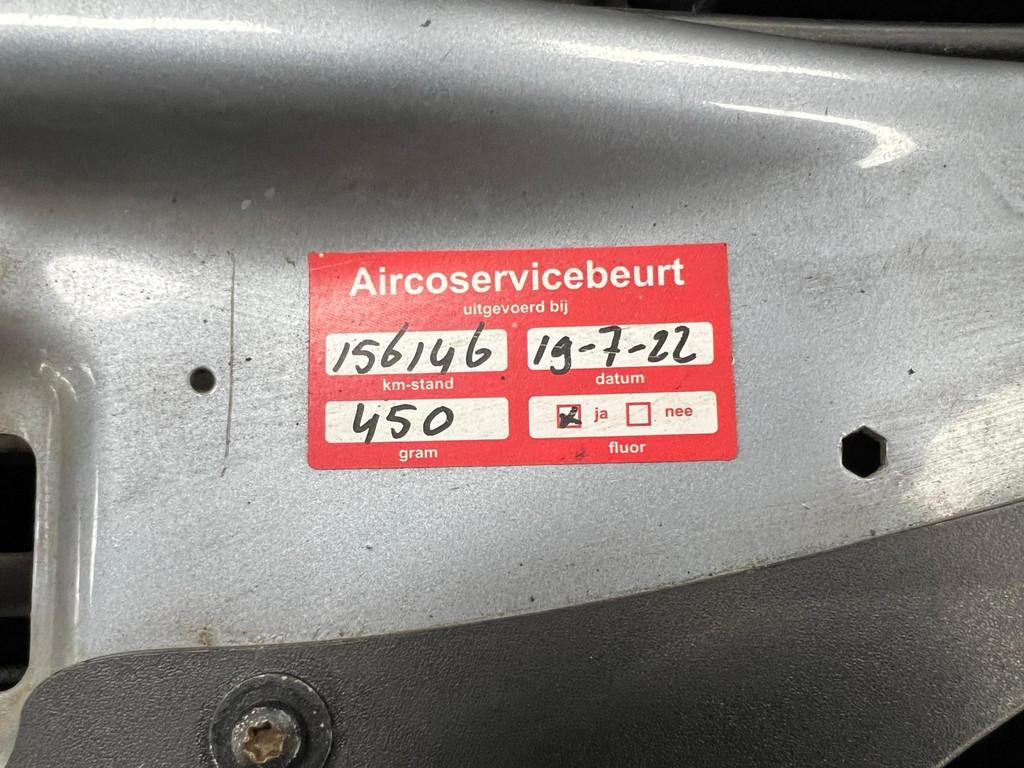 Aircoservicebeurt
uitgevoerd bij
156146 19-7-22
km-stand datum
450 ja nee
gram fluor